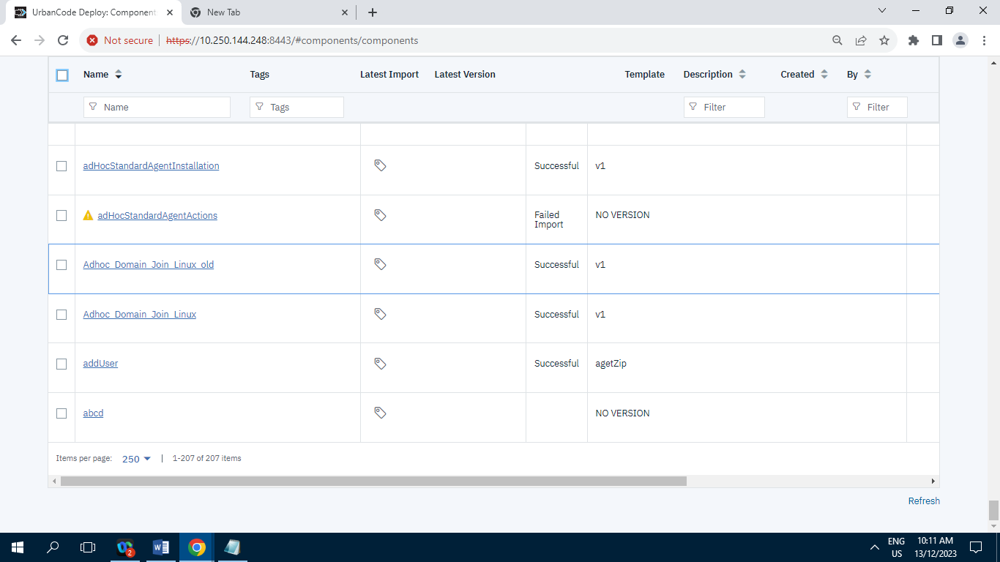 UrbanCode Deploy: Component
New Tab
Not secure https://10.250.144.248:8443/#components/components
Name Tags Latest Import Latest Version Template Description Created By
Name Tags Filter Filter
adHocStandardAgentInstallation Successful v1
adHocStandardAgentActions Failed Import NO VERSION
Adhoc_Domain_Join_Linux_old Successful v1
Adhoc_Domain_Join_Linux Successful v1
addUser Successful agetZip
abcd NO VERSION
Items per page: 250 | 1-207 of 207 items
Refresh
2
ENG 10:11 AM
US 13/12/2023